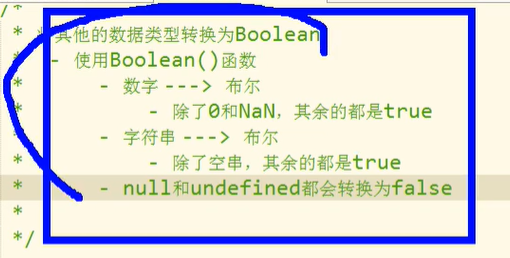 /*
* 其他的数据类型转换为Boolean
* - 使用Boolean()函数
* - 数字 ---> 布尔
* - 除了0和NaN，其余的都是true
* - 字符串 ---> 布尔
* - 除了空串，其余的都是true
* - null和undefined都会转换为false
*
*/